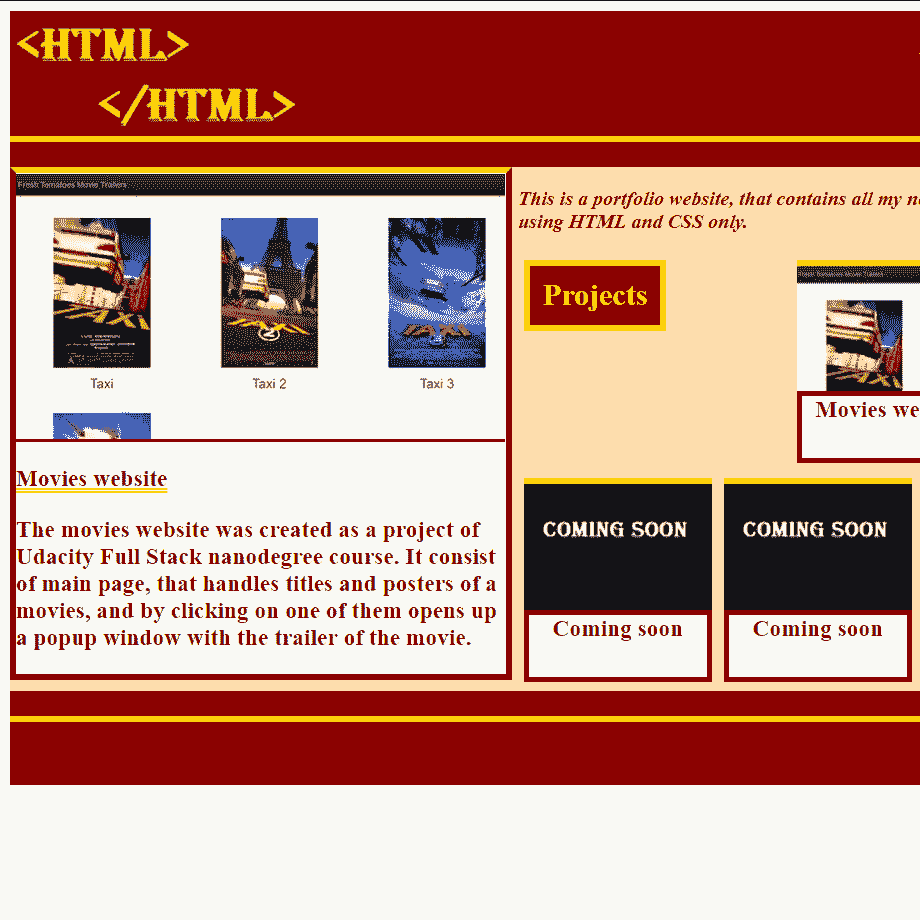 <HTML>
</HTML>
Fresh Tomatoes Movie Trailers
Taxi
Taxi 2
Taxi 3
Movies website
The movies website was created as a project of
Udacity Full Stack nanodegree course. It consist
of main page, that handles titles and posters of a
movies, and by clicking on one of them opens up
a popup window with the trailer of the movie.
This is a portfolio website, that contains all my
using HTML and CSS only.
Projects
Fresh Tomatoes Movie Trailers
TAXI
Movies we
COMING SOON
COMING SOON
Coming soon
Coming soon